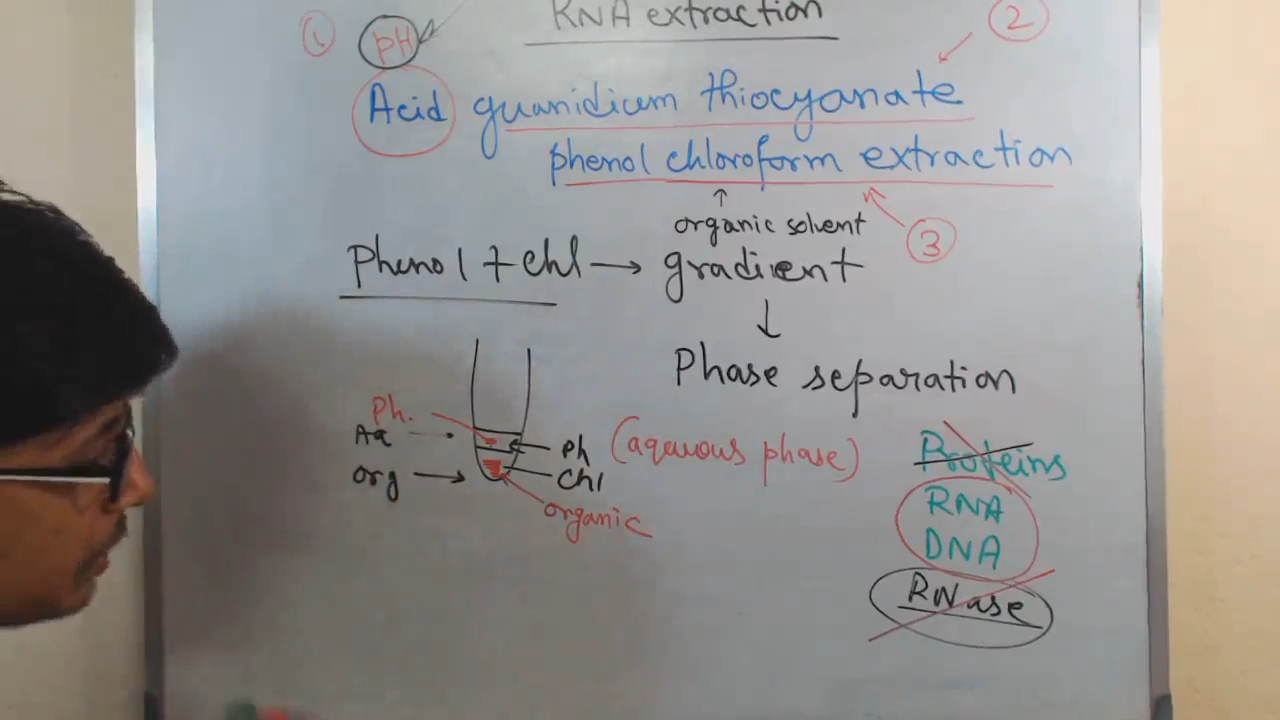 RNA extraction
1 pH 2
Acid guanidium thiocyanate
phenol chloroform extraction
organic solvent
3
Phenol + Chl → gradient
Phase separation
Ph.
Aq
Ph (aqauous phase)
Org
Chl
organic
Proteins
RNA
DNA
RNase